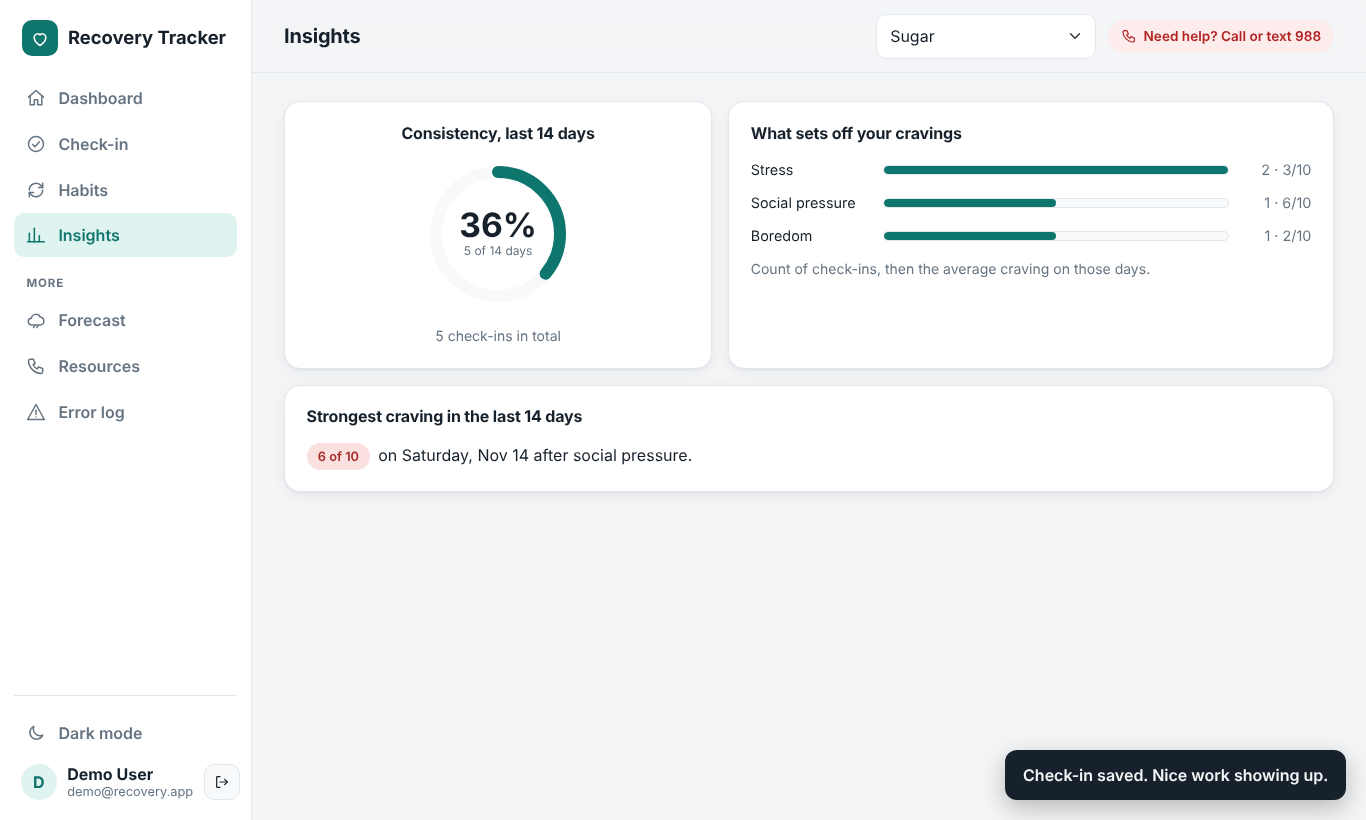 Recovery Tracker
Dashboard
Check-in
Habits
Insights
MORE
Forecast
Resources
Error log
Dark mode
D
Demo User
demo@recovery.app
Insights
Sugar
Need help? Call or text 988
Consistency, last 14 days
36%
5 of 14 days
5 check-ins in total
What sets off your cravings
Stress 2 · 3/10
Social pressure 1 · 6/10
Boredom 1 · 2/10
Count of check-ins, then the average craving on those days.
Strongest craving in the last 14 days
6 of 10 on Saturday, Nov 14 after social pressure.
Check-in saved. Nice work showing up.